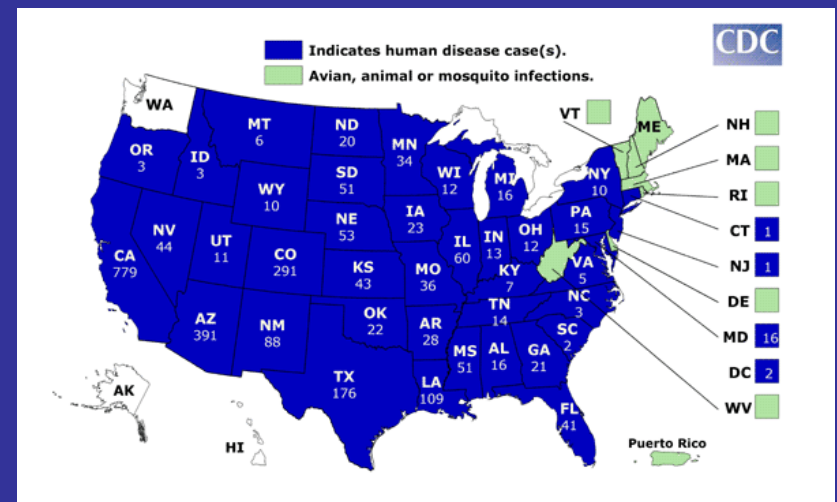 CDC
Indicates human disease case(s).
Avian, animal or mosquito infections.
WA
MT
6
ND
20
MN
34
VT
ME
NH
OR
3
ID
3
SD
51
WI
12
MI
16
NY
10
MA
WY
10
RI
NE
53
IA
23
PA
15
CT 1
NV
44
UT
11
CO
291
IL
60
IN
13
OH
12
CA
779
KS
43
MO
36
KY
7
VA
5
NJ 1
NC
3
DE
AZ
391
NM
88
OK
22
AR
28
TN
14
SC
2
MD 16
MS
51
AL
16
GA
21
DC 2
TX
176
LA
109
AK
FL
41
WV
HI
Puerto Rico